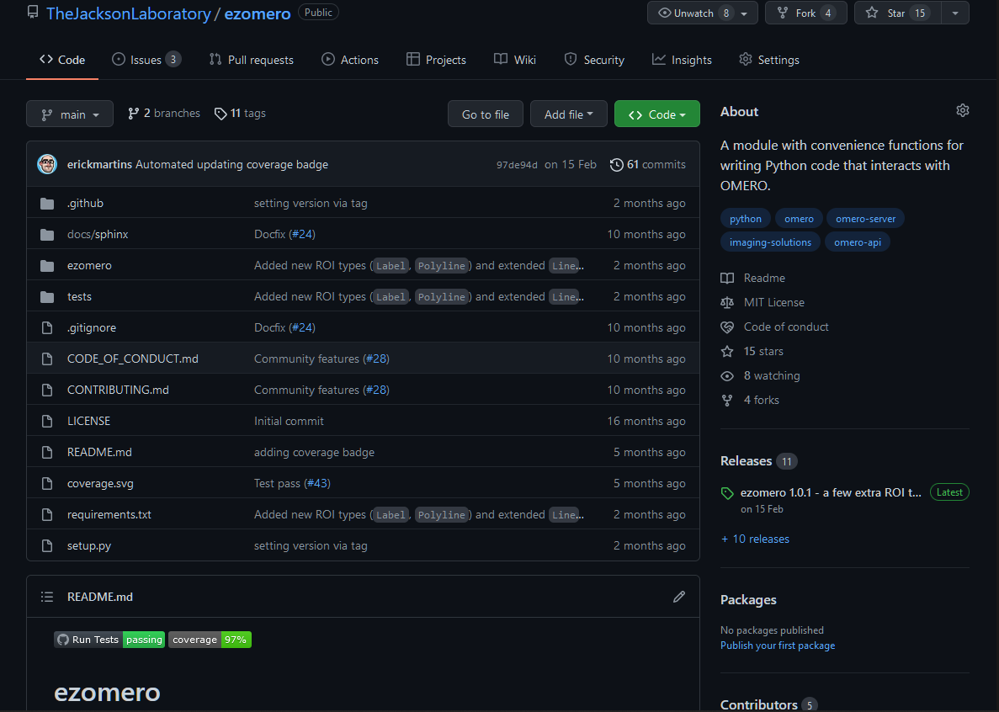 TheJacksonLaboratory / ezomero Public
Unwatch 8 Fork 4 Star 15
Code Issues 3 Pull requests Actions Projects Wiki Security Insights Settings
main 2 branches 11 tags Go to file Add file Code
erickmartins Automated updating coverage badge 97de94d on 15 Feb 61 commits
.github setting version via tag 2 months ago
docs/sphinx Docfix (#24) 10 months ago
ezomero Added new ROI types (Label, Polyline) and extended Line... 2 months ago
tests Added new ROI types (Label, Polyline) and extended Line... 2 months ago
.gitignore Docfix (#24) 10 months ago
CODE_OF_CONDUCT.md Community features (#28) 10 months ago
CONTRIBUTING.md Community features (#28) 10 months ago
LICENSE Initial commit 16 months ago
README.md adding coverage badge 5 months ago
coverage.svg Test pass (#43) 5 months ago
requirements.txt Added new ROI types (Label, Polyline) and extended Line... 2 months ago
setup.py setting version via tag 2 months ago
README.md
Run Tests passing coverage 97%
ezomero
About
A module with convenience functions for
writing Python code that interacts with
OMERO.
python omero omero-server
imaging-solutions omero-api
Readme
MIT License
Code of conduct
15 stars
8 watching
4 forks
Releases 11
ezomero 1.0.1 - a few extra ROI t... Latest
on 15 Feb
+ 10 releases
Packages
No packages published
Publish your first package
Contributors 5